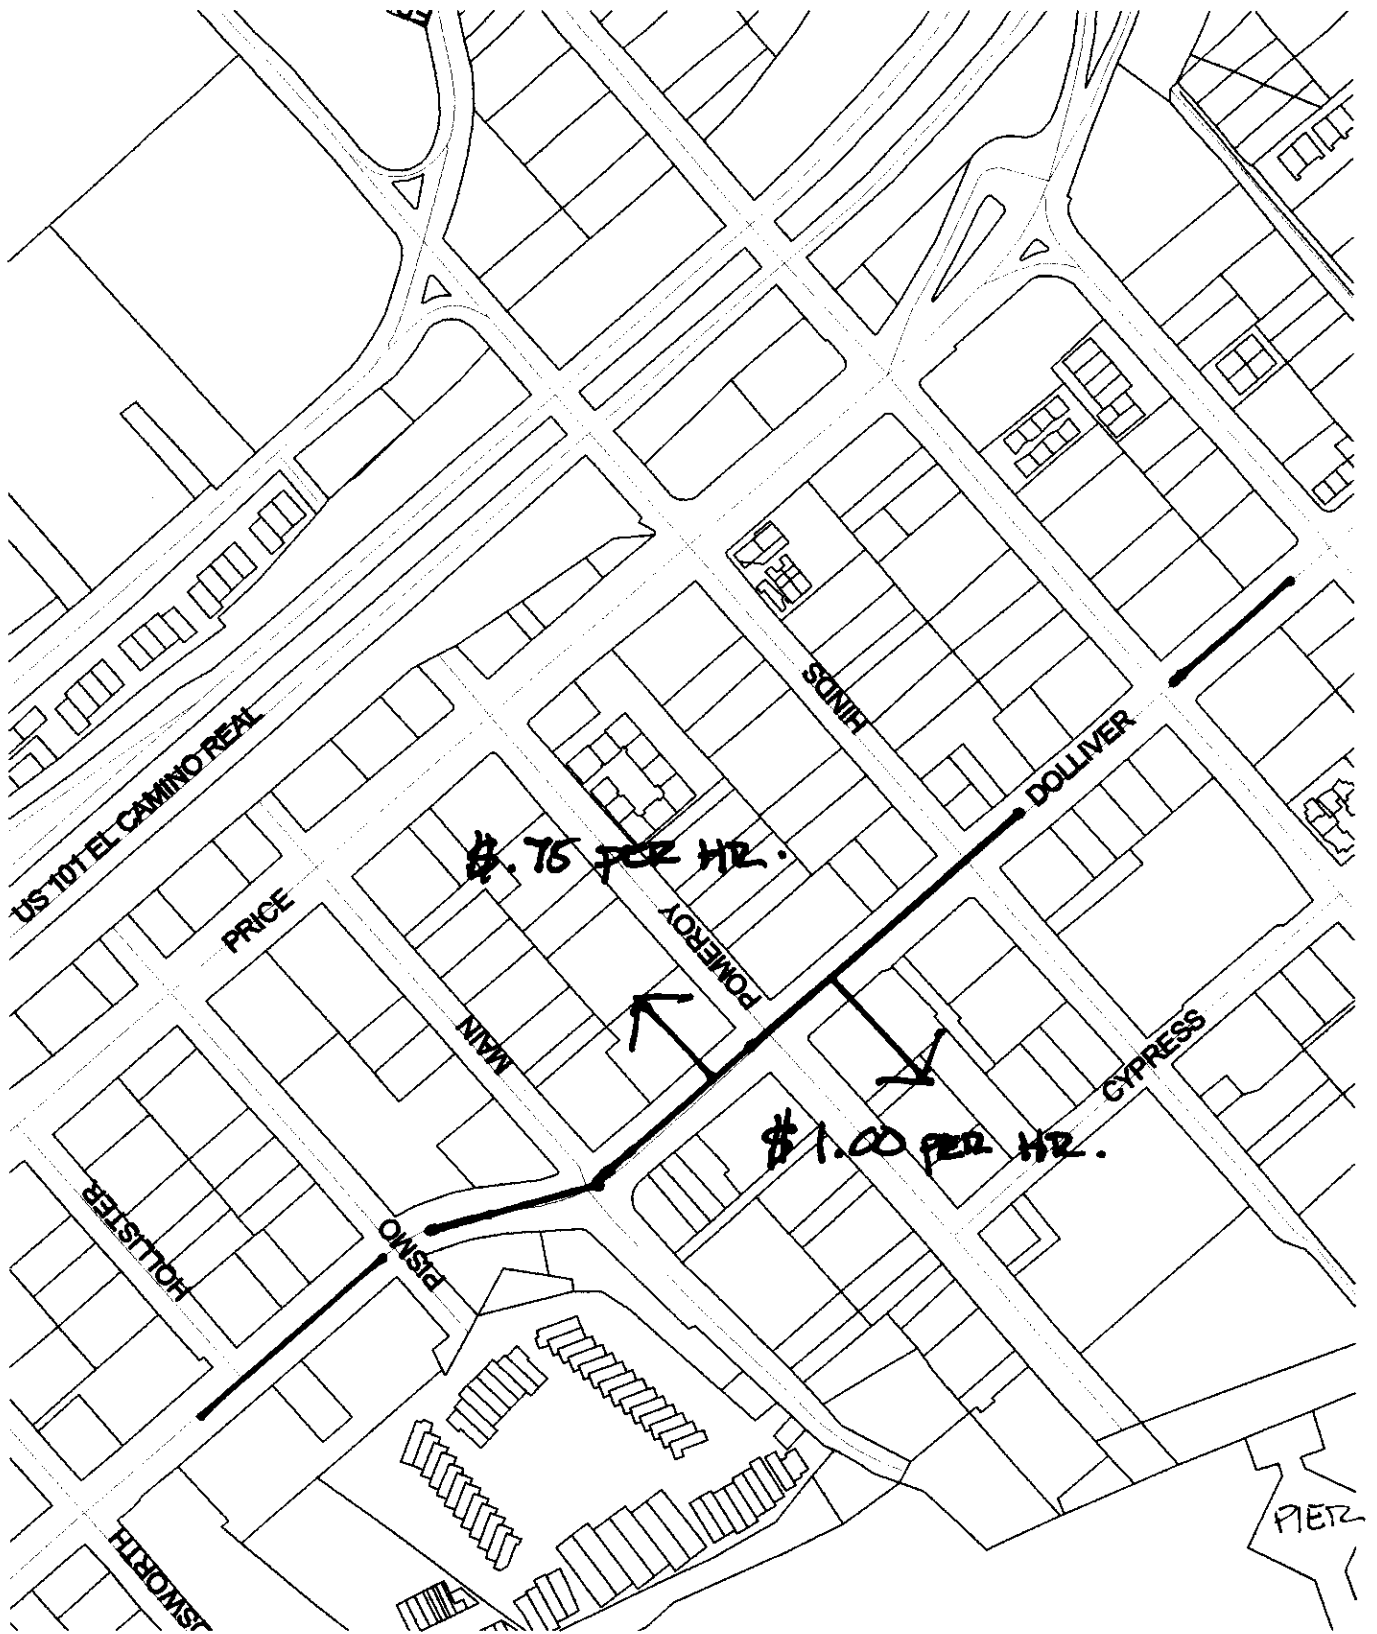 HINDS
DOLLIVER
US 101 EL CAMINO REAL
$.75 PER HR.
PRICE
POMEROY
MAIN
CYPRESS
$1.00 PER HR.
HOLLISTER
PISMO
PIER